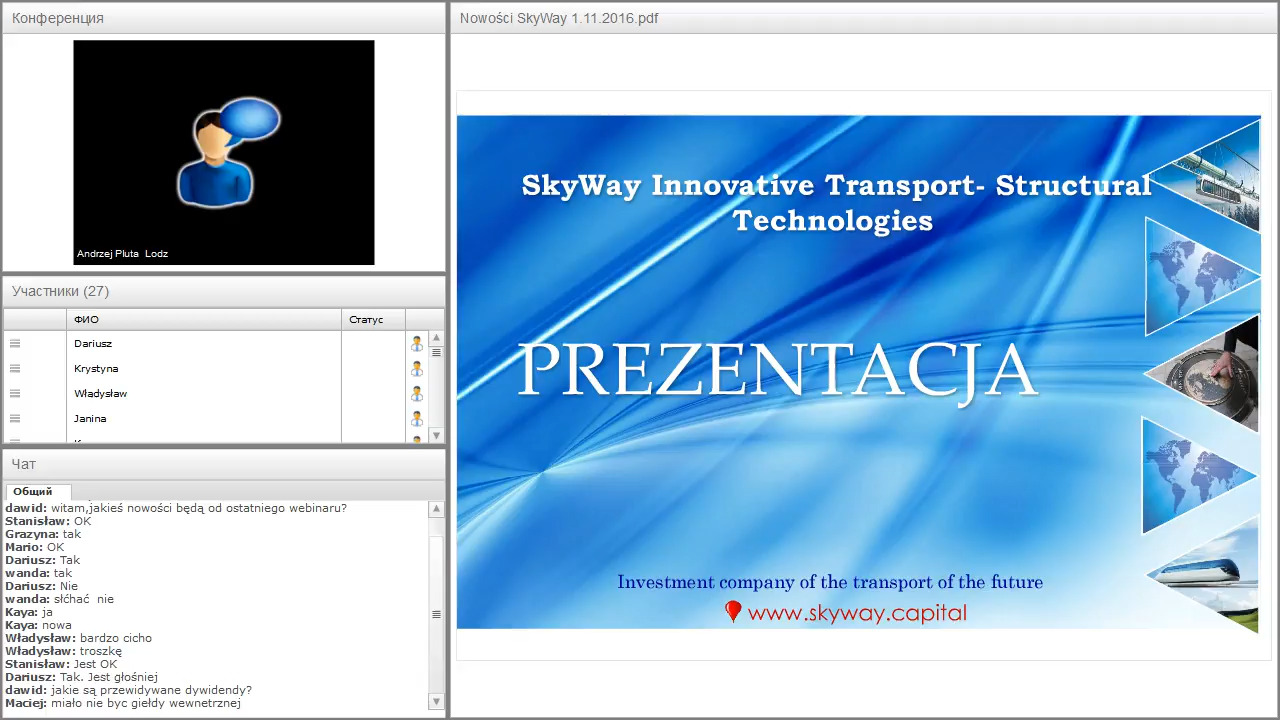 Конференция
Andrzej Pluta Lodz
Участники (27)
ФИО
Статус
Dariusz
Krystyna
Władysław
Janina
Чат
Общий
dawid: witam,jakieś nowości będą od ostatniego webinaru?
Stanisław: OK
Grazyna: tak
Mario: OK
Dariusz: Tak
wanda: tak
Dariusz: Nie
wanda: słćhać nie
Kaya: ja
Kaya: nowa
Władysław: bardzo cicho
Władysław: troszkę
Stanisław: Jest OK
Dariusz: Tak. Jest głośniej
dawid: jakie są przewidywane dywidendy?
Maciej: miało nie byc giełdy wewnetrznej
Nowości SkyWay 1.11.2016.pdf
SkyWay Innovative Transport- Structural
Technologies
PREZENTACJA
Investment company of the transport of the future
www.skyway.capital